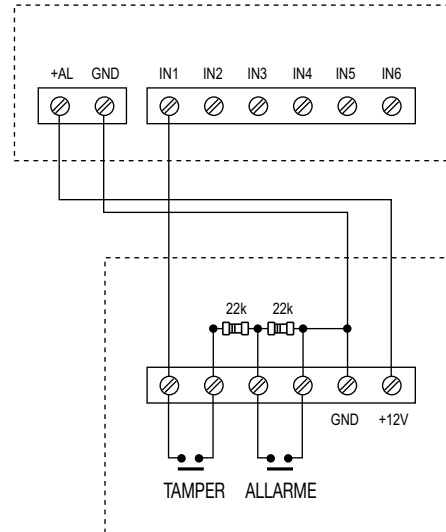 +AL GND IN1 IN2 IN3 IN4 IN5 IN6
22k 22k
GND +12V
TAMPER ALLARME